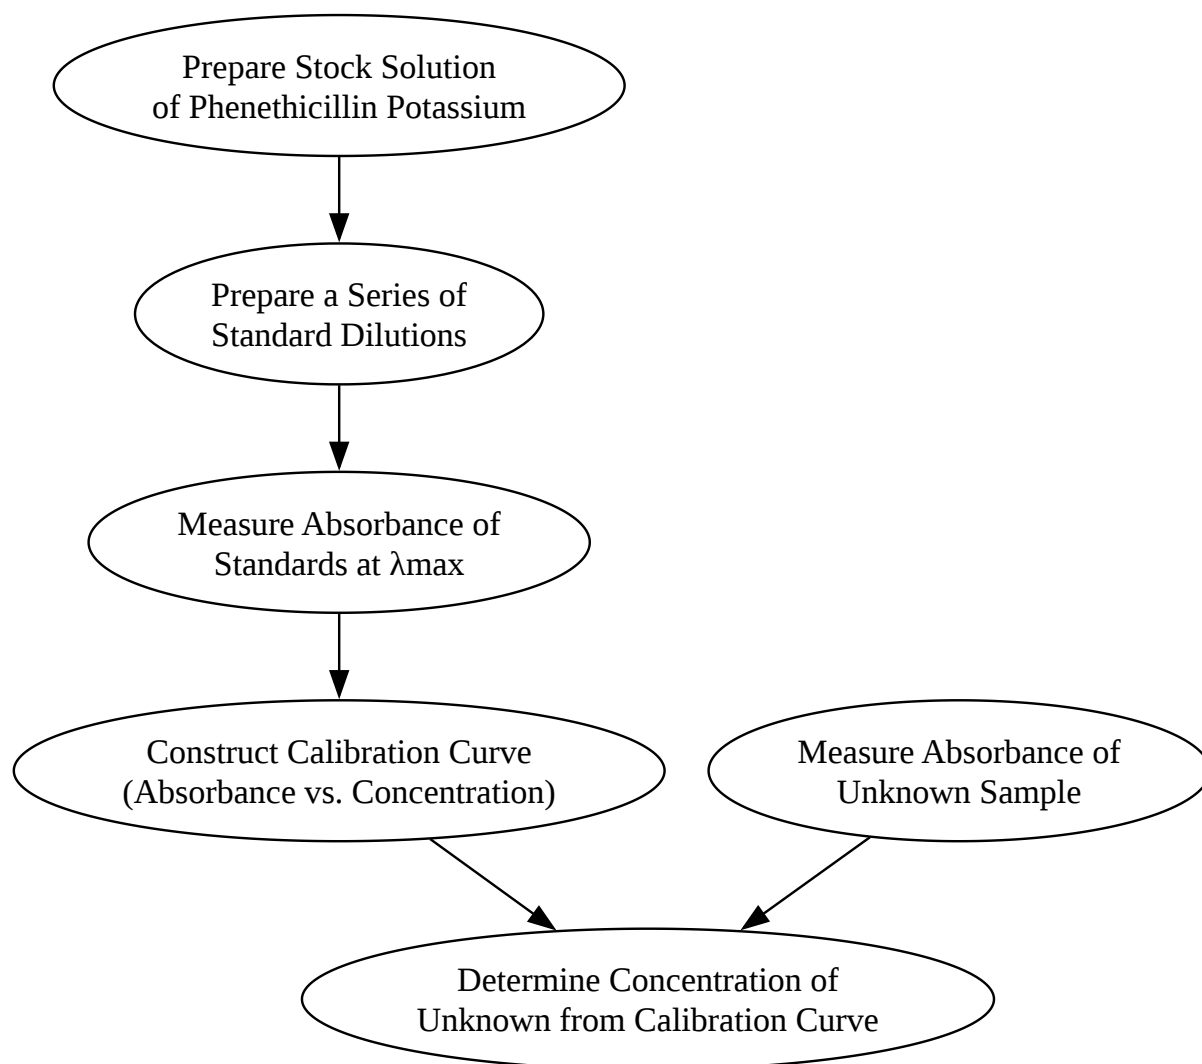 Prepare Stock Solution
of Phenethicillin Potassium
Prepare a Series of
Standard Dilutions
Measure Absorbance of
Standards at λmax
Construct Calibration Curve
(Absorbance vs. Concentration)
Measure Absorbance of
Unknown Sample
Determine Concentration of
Unknown from Calibration Curve